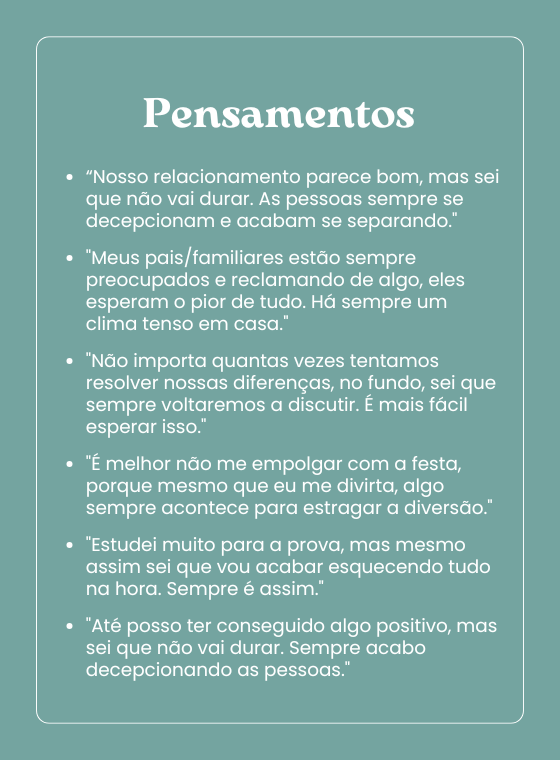 Pensamentos
• “Nosso relacionamento parece bom, mas sei
que não vai durar. As pessoas sempre se
decepcionam e acabam se separando."
• "Meus pais/familiares estão sempre
preocupados e reclamando de algo, eles
esperam o pior de tudo. Há sempre um
clima tenso em casa."
• "Não importa quantas vezes tentamos
resolver nossas diferenças, no fundo, sei que
sempre voltaremos a discutir. É mais fácil
esperar isso."
• "É melhor não me empolgar com a festa,
porque mesmo que eu me divirta, algo
sempre acontece para estragar a diversão."
• "Estudei muito para a prova, mas mesmo
assim sei que vou acabar esquecendo tudo
na hora. Sempre é assim."
• "Até posso ter conseguido algo positivo, mas
sei que não vai durar. Sempre acabo
decepcionando as pessoas."